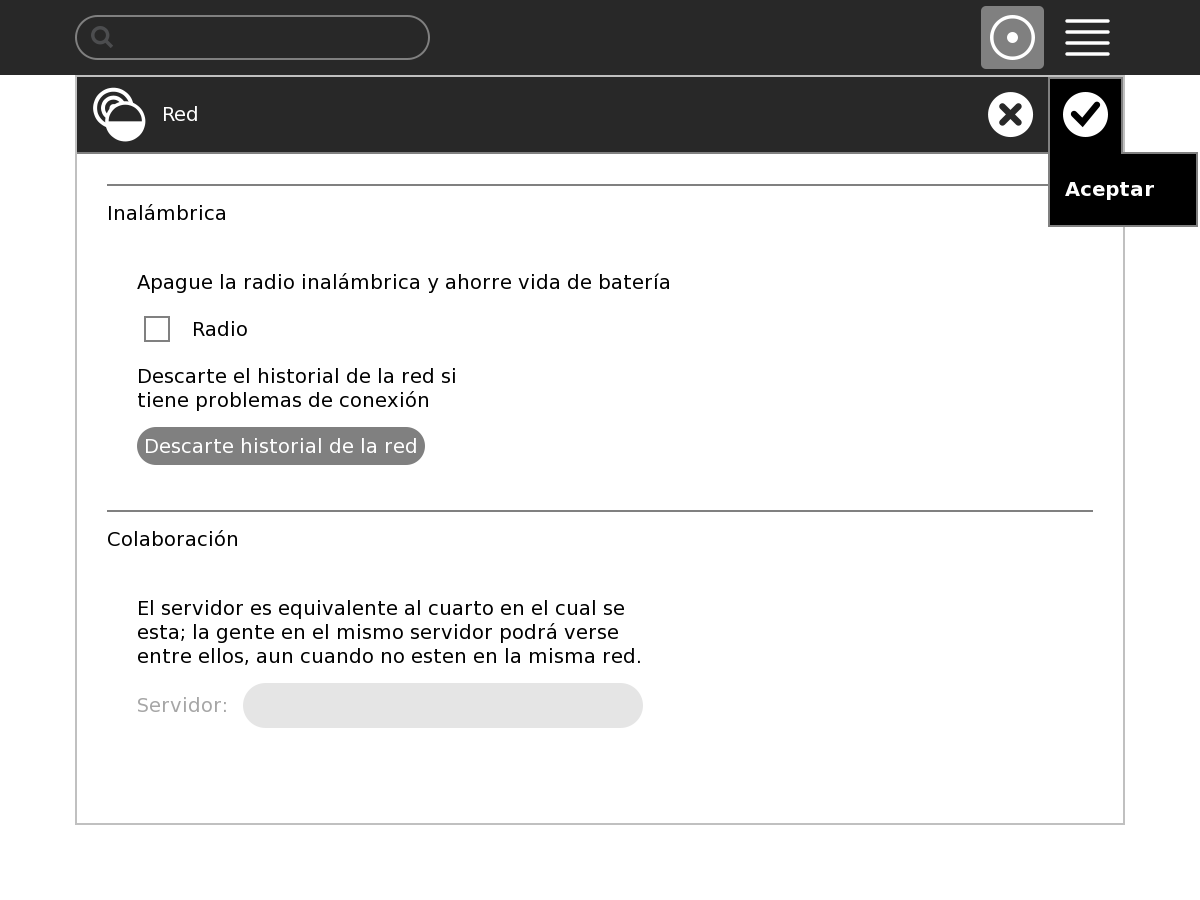 Red
Aceptar
Inalámbrica
Apague la radio inalámbrica y ahorre vida de batería
Radio
Descarte el historial de la red si
tiene problemas de conexión
Descarte historial de la red
Colaboración
El servidor es equivalente al cuarto en el cual se
esta; la gente en el mismo servidor podrá verse
entre ellos, aun cuando no esten en la misma red.
Servidor: